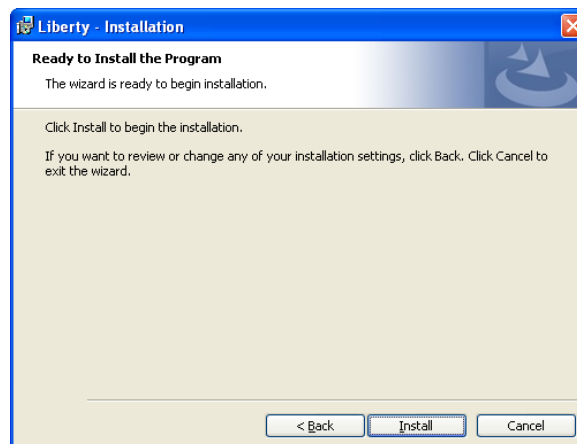 Liberty - Installation
Ready to Install the Program
The wizard is ready to begin installation.
Click Install to begin the installation.
If you want to review or change any of your installation settings, click Back. Click Cancel to
exit the wizard.
< Back Install Cancel